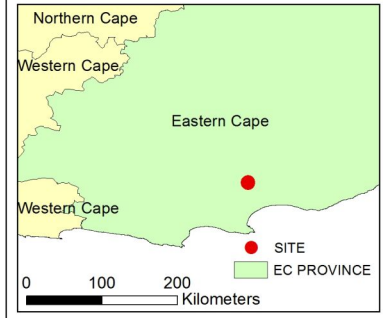 Northern Cape
Western Cape
Eastern Cape
Western Cape
SITE
EC PROVINCE
0 100 200
Kilometers